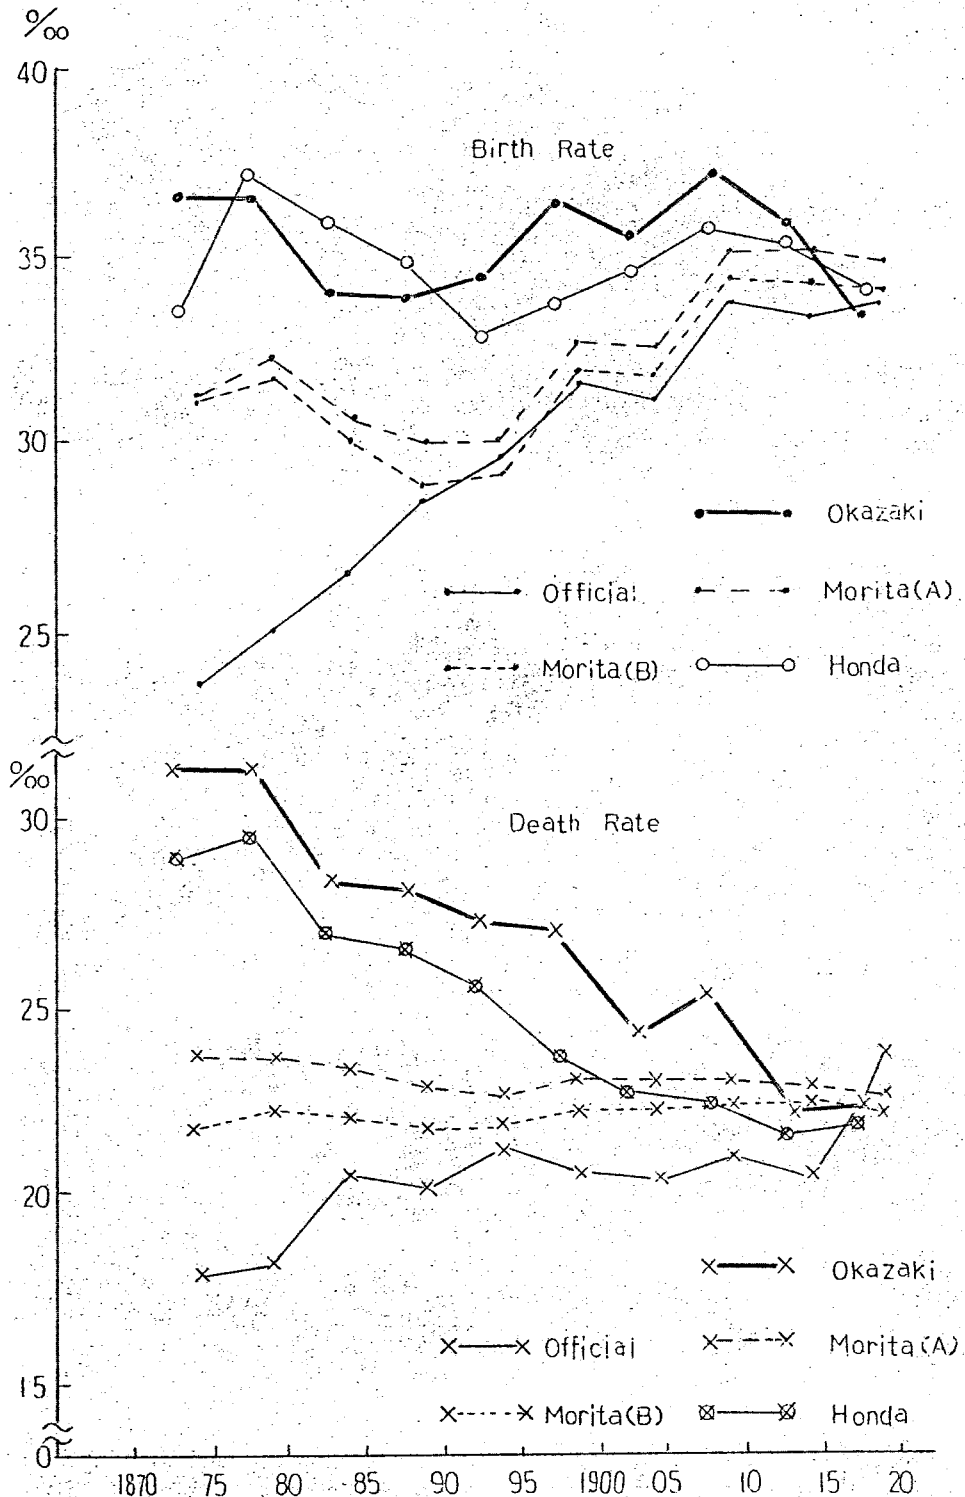 %o
40
Birth Rate
35
30
Okazaki
Official
Morita(A)
25
Morita(B)
Honda
%o
30
Death Rate
25
20
Okazaki
Official
Morita(A)
15
Morita(B)
Honda
0
1870 75 80 85 90 95 1900 05 10 15 20